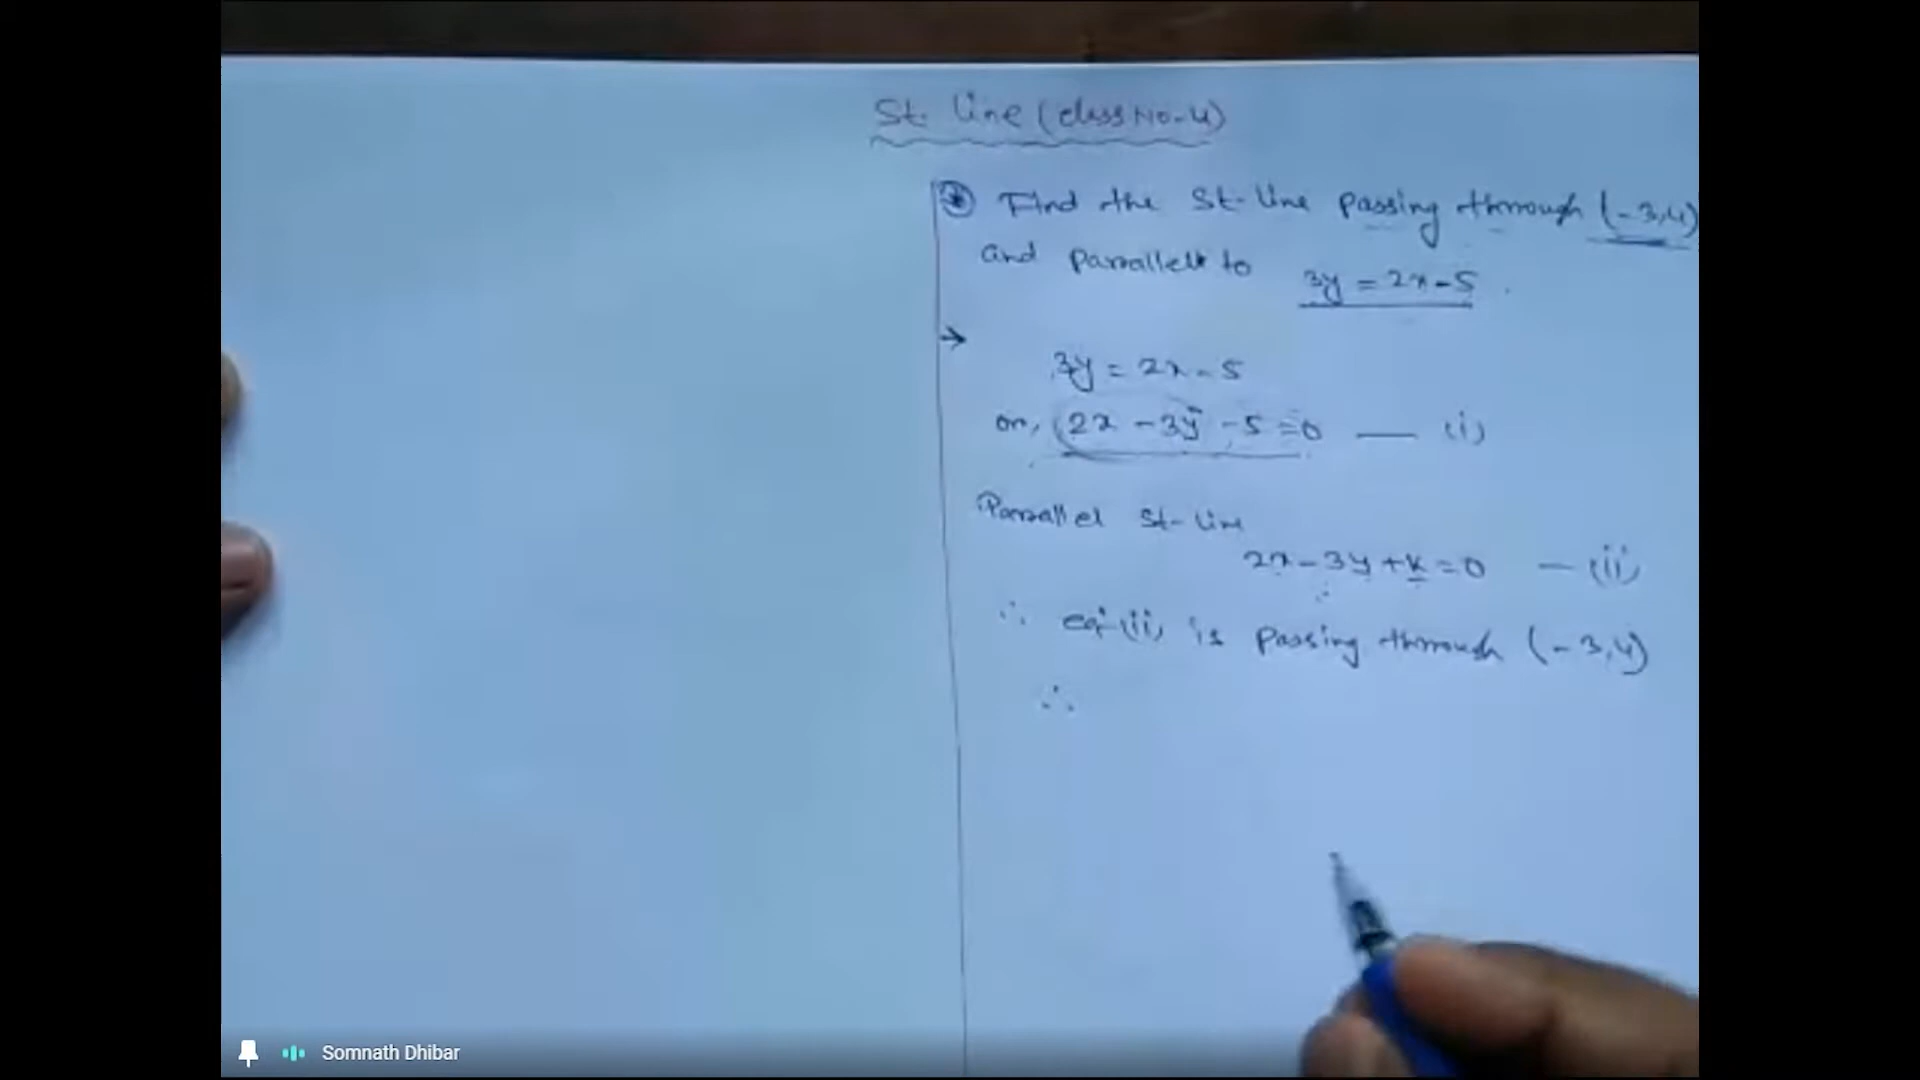 St. line (class No-4)
Find the St-line passing through (-3,4)
and parallel to 3y = 2x-5.
→
3y = 2x - 5
or, 2x - 3y - 5 = 0 — (i)
Parallel st-line
2x - 3y + k = 0 — (ii)
∴ eqn (ii) is passing through (-3,4)
∴
Somnath Dhibar